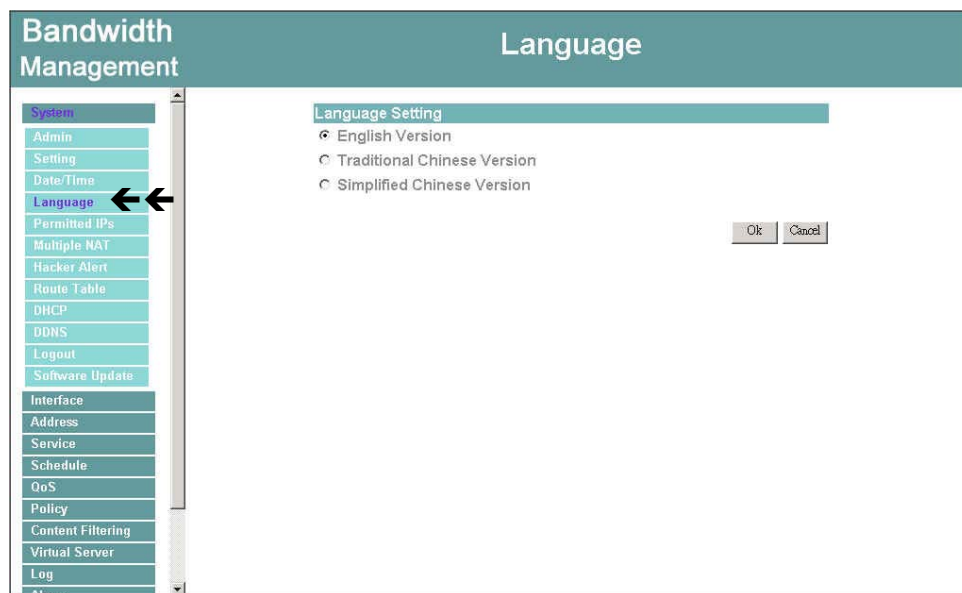 Bandwidth
Management
Language
System
Admin
Setting
Date/Time
Language
Permitted IPs
Multiple NAT
Hacker Alert
Route Table
DHCP
DDNS
Logout
Software Update
Interface
Address
Service
Schedule
QoS
Policy
Content Filtering
Virtual Server
Log
Language Setting
English Version
Traditional Chinese Version
Simplified Chinese Version
Ok Cancel